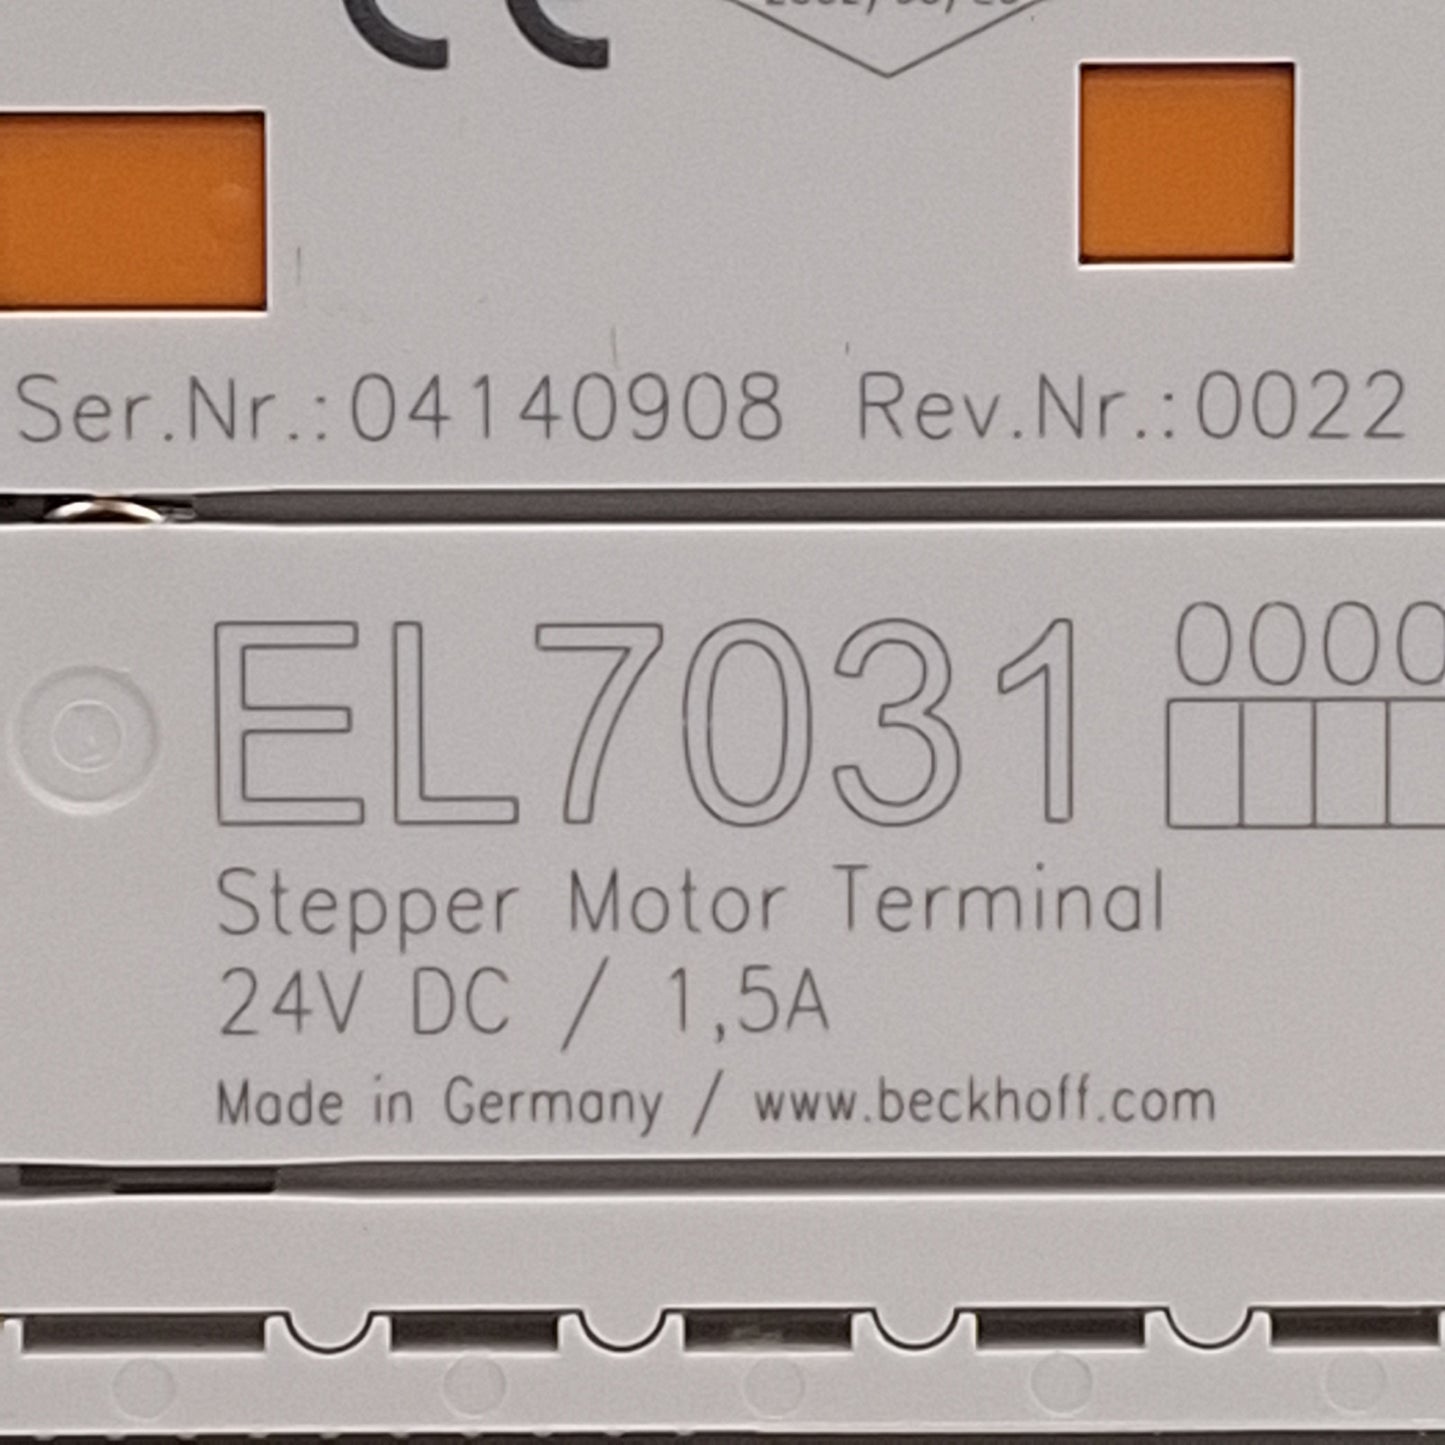 CE
Ser.Nr.:04140908 Rev.Nr.:0022
EL7031 0000
Stepper Motor Terminal
24V DC / 1,5A
Made in Germany / www.beckhoff.com